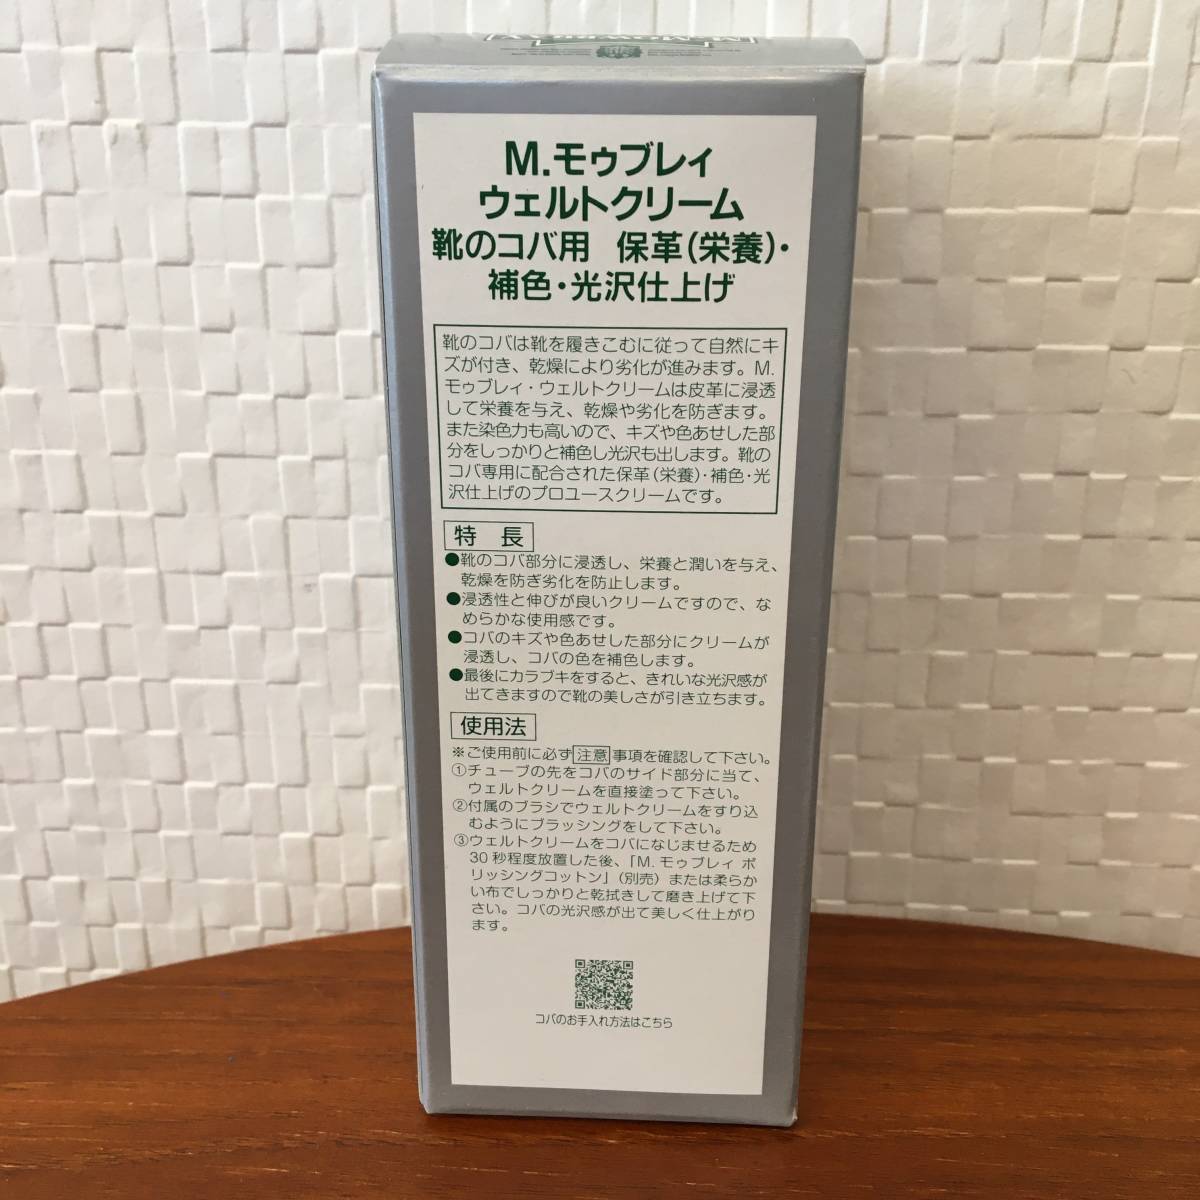 M.モゥブレィ
ウェルトクリーム
靴のコバ用 保革(栄養)・
補色・光沢仕上げ
靴のコバは靴を履きこむに従って自然にキ
ズが付き、乾燥により劣化が進みます。M.
モゥブレィ・ウェルトクリームは皮革に浸透
して栄養を与え、乾燥や劣化を防ぎます。
また染色力も高いので、キズや色あせした部
分をしっかりと補色し光沢も出します。靴の
コバ専用に配合された保革(栄養)・補色・光
沢仕上げのプロユースクリームです。
特 長
●靴のコバ部分に浸透し、栄養と潤いを与え、
乾燥を防ぎ劣化を防止します。
●浸透性と伸びが良いクリームですので、な
めらかな使用感です。
●コバのキズや色あせした部分にクリームが
浸透し、コバの色を補色します。
●最後にカラブキをすると、きれいな光沢感が
出てきますので靴の美しさが引き立ちます。
使用法
※ご使用前に必ず注意事項を確認して下さい。
①チューブの先をコバのサイド部分に当て、
ウェルトクリームを直接塗って下さい。
②付属のブラシでウェルトクリームをすり込
むようにブラッシングをして下さい。
③ウェルトクリームをコバになじませるため
30秒程度放置した後、「M.モゥブレィ ポ
リッシングコットン」(別売)または柔らか
い布でしっかりと乾拭きして磨き上げて下
さい。コバの光沢感が出て美しく仕上がり
ます。
コバのお手入れ方法はこちら